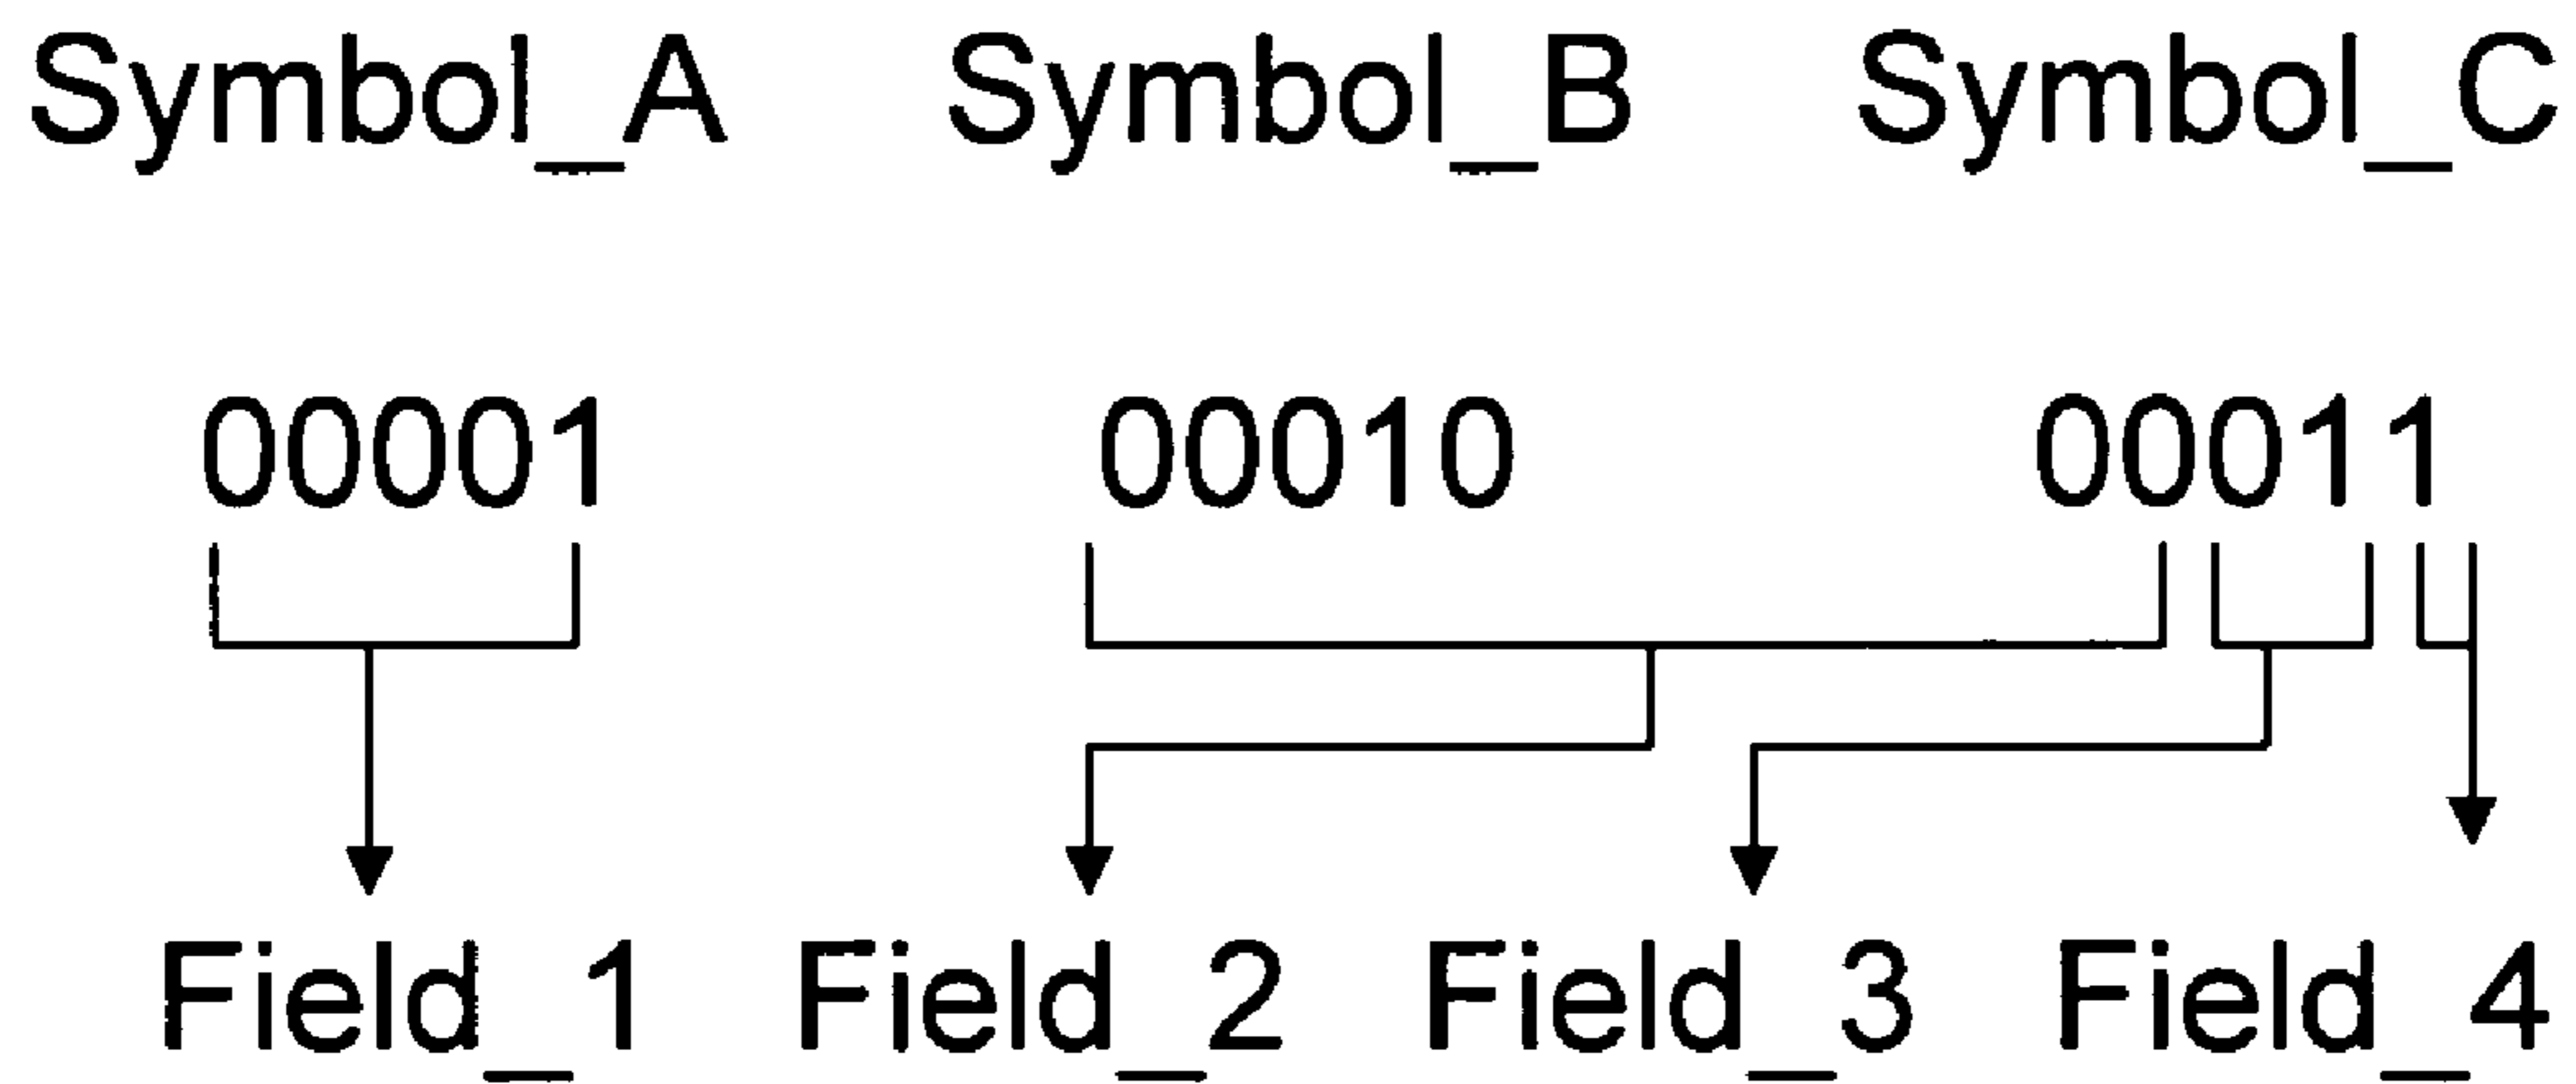 Symbol_A Symbol_B Symbol_C
00001 00010 00011
Field_1 Field_2 Field_3 Field_4